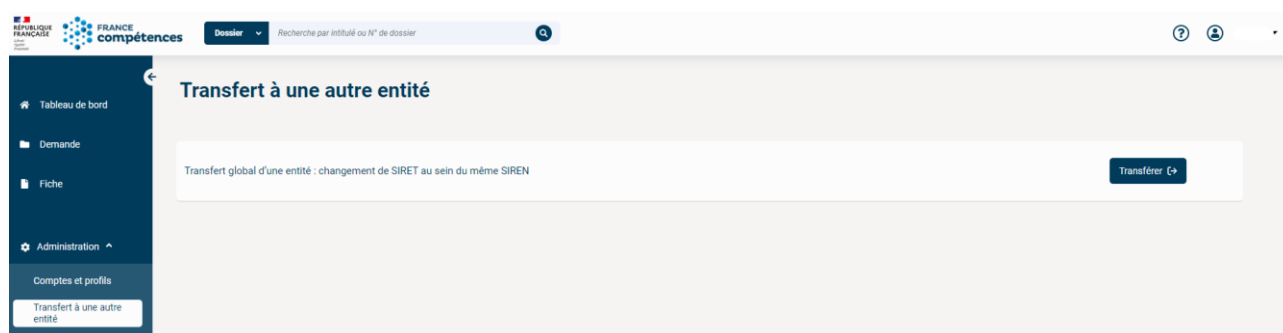 RÉPUBLIQUE
FRANÇAISE
FRANCE
compétences
Dossier
Recherche par intitulé ou N° de dossier
Transfert à une autre entité
Tableau de bord
Demande
Transfert global d'une entité : changement de SIRET au sein du même SIREN
Transférer
Fiche
Administration
Comptes et profils
Transfert à une autre
entité